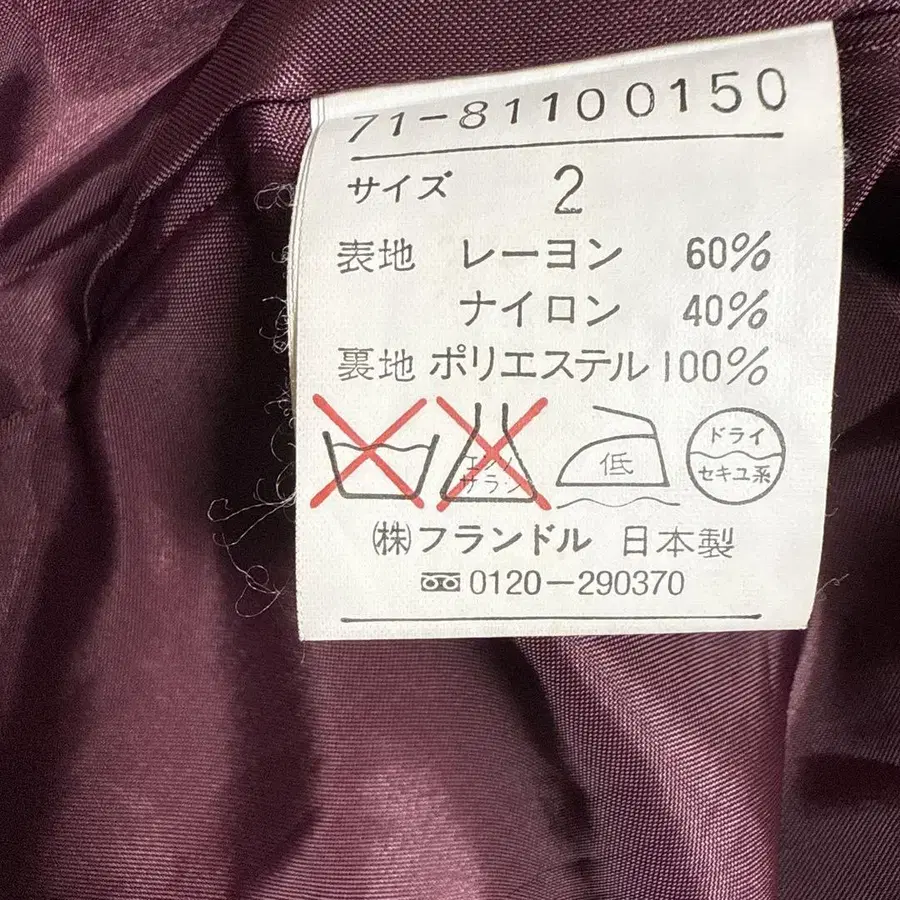 71-81100150
サイズ 2
表地 レーヨン 60%
ナイロン 40%
裏地 ポリエステル 100%
エンソ
サラシ
低
ドライ
セキユ系
(株)フランドル 日本製
0120-290370